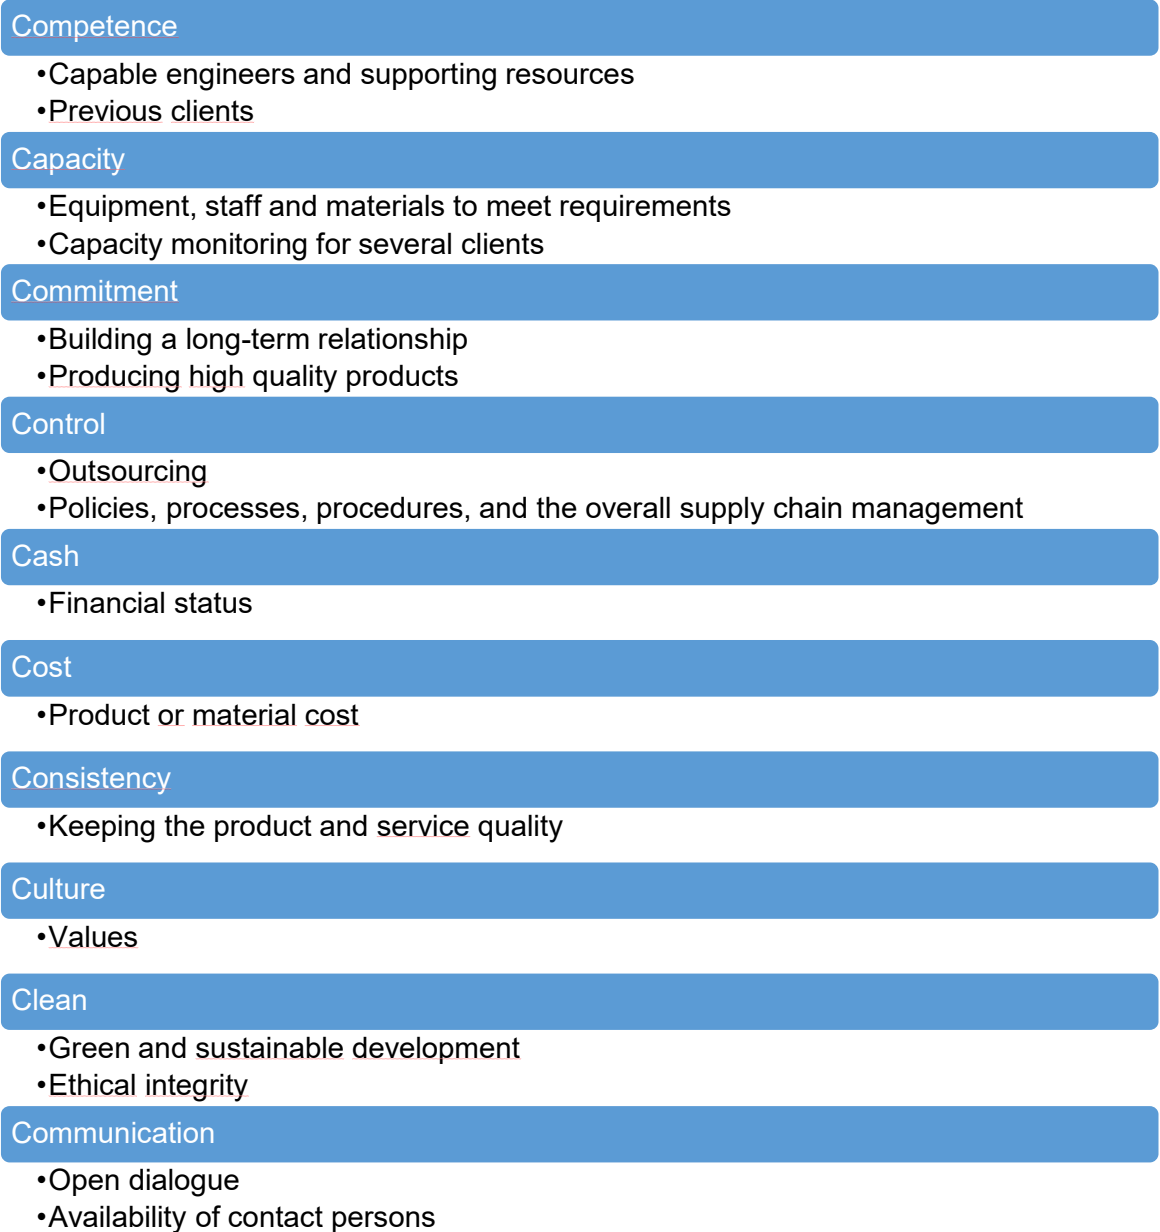 Competence
•Capable engineers and supporting resources
•Previous clients
Capacity
•Equipment, staff and materials to meet requirements
•Capacity monitoring for several clients
Commitment
•Building a long-term relationship
•Producing high quality products
Control
•Outsourcing
•Policies, processes, procedures, and the overall supply chain management
Cash
•Financial status
Cost
•Product or material cost
Consistency
•Keeping the product and service quality
Culture
•Values
Clean
•Green and sustainable development
•Ethical integrity
Communication
•Open dialogue
•Availability of contact persons